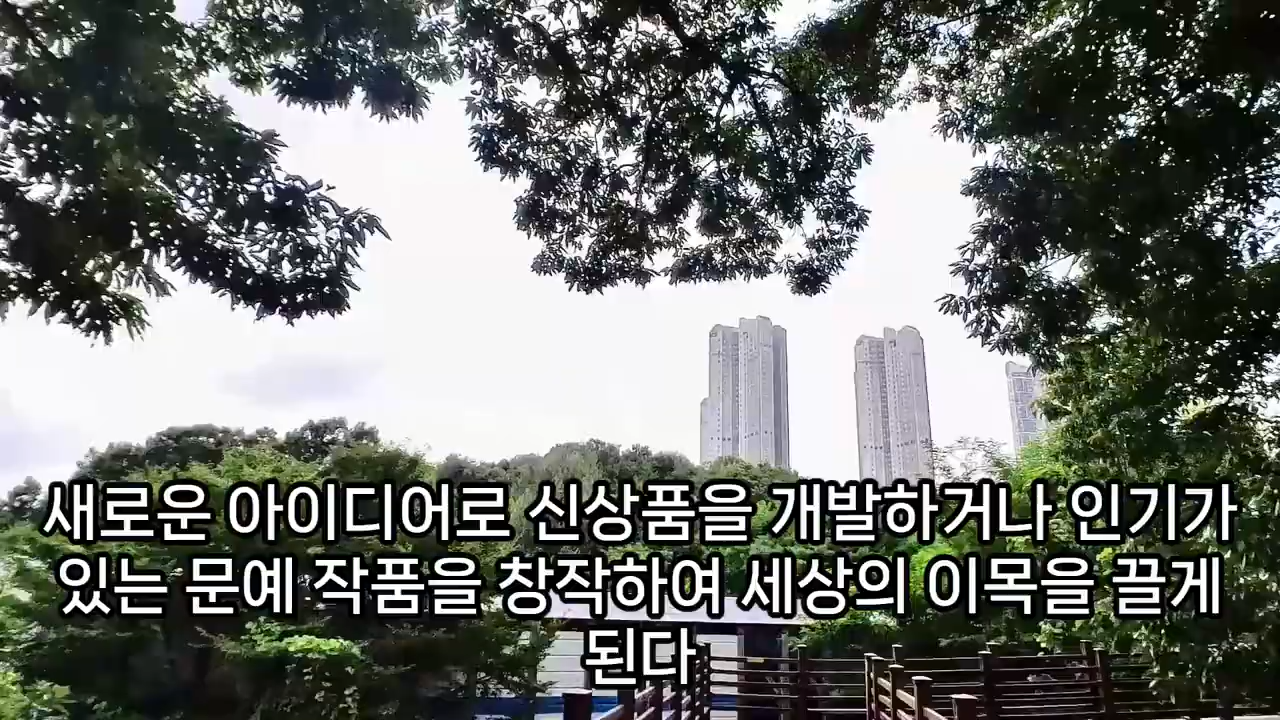 새로운 아이디어로 신상품을 개발하거나 인기가
있는 문예 작품을 창작하여 세상의 이목을 끌게
된다